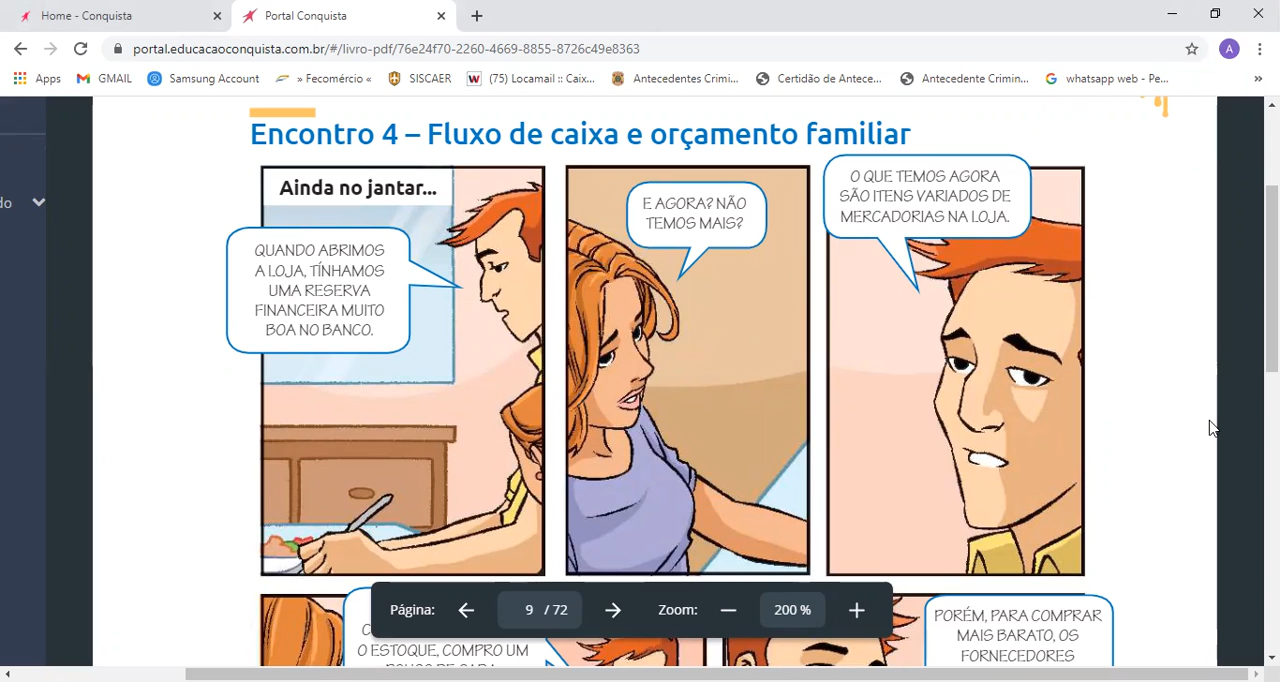 Home - Conquista
Portal Conquista
portal.educacaoconquista.com.br/#/livro-pdf/76e24f70-2260-4669-8855-8726c49e8363
A
Apps
GMAIL
Samsung Account
» Fecomércio «
SISCAER
(75) Locamail :: Caix...
Antecedentes Crimi...
Certidão de Antece...
Antecedente Crimin...
whatsapp web - Pe...
»
do
Encontro 4 – Fluxo de caixa e orçamento familiar
Ainda no jantar...
QUANDO ABRIMOS
A LOJA, TÍNHAMOS
UMA RESERVA
FINANCEIRA MUITO
BOA NO BANCO.
E AGORA? NÃO
TEMOS MAIS?
O QUE TEMOS AGORA
SÃO ITENS VARIADOS DE
MERCADORIAS NA LOJA.
O ESTOQUE, COMPRO UM
PORÉM, PARA COMPRAR
MAIS BARATO, OS
FORNECEDORES
Página:
9 / 72
Zoom:
200 %